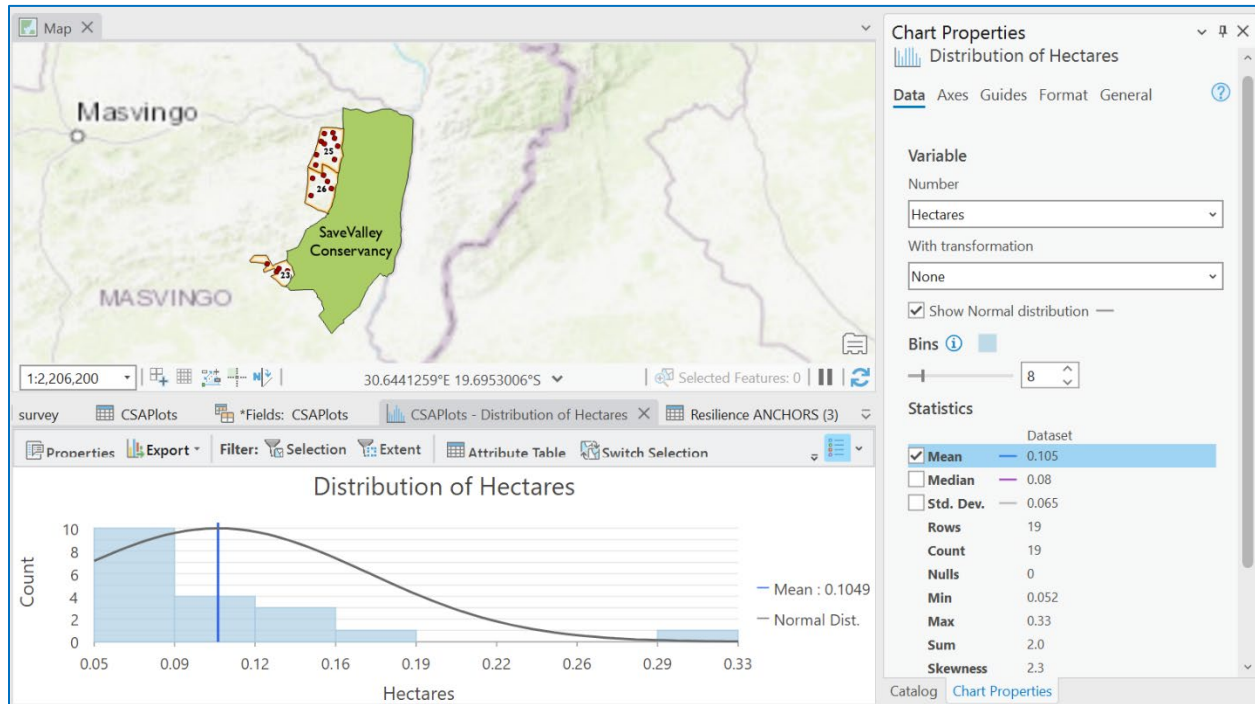 Map
Masvingo
25
26
SaveValley
Conservancy
23
MASVINGO
1:2,206,200
30.6441259°E 19.6953006°S
Selected Features: 0
survey CSAPlots *Fields: CSAPlots CSAPlots - Distribution of Hectares Resilience ANCHORS (3)
Properties Export Filter: Selection Extent Attribute Table Switch Selection
Distribution of Hectares
Count
10
8
6
4
2
0
0.05 0.09 0.12 0.16 0.19 0.22 0.26 0.29 0.33
Hectares
Mean : 0.1049
Normal Dist.
Chart Properties
Distribution of Hectares
Data Axes Guides Format General
Variable
Number
Hectares
With transformation
None
Show Normal distribution
Bins
8
Statistics
Dataset
Mean 0.105
Median 0.08
Std. Dev. 0.065
Rows 19
Count 19
Nulls 0
Min 0.052
Max 0.33
Sum 2.0
Skewness 2.3
Catalog Chart Properties